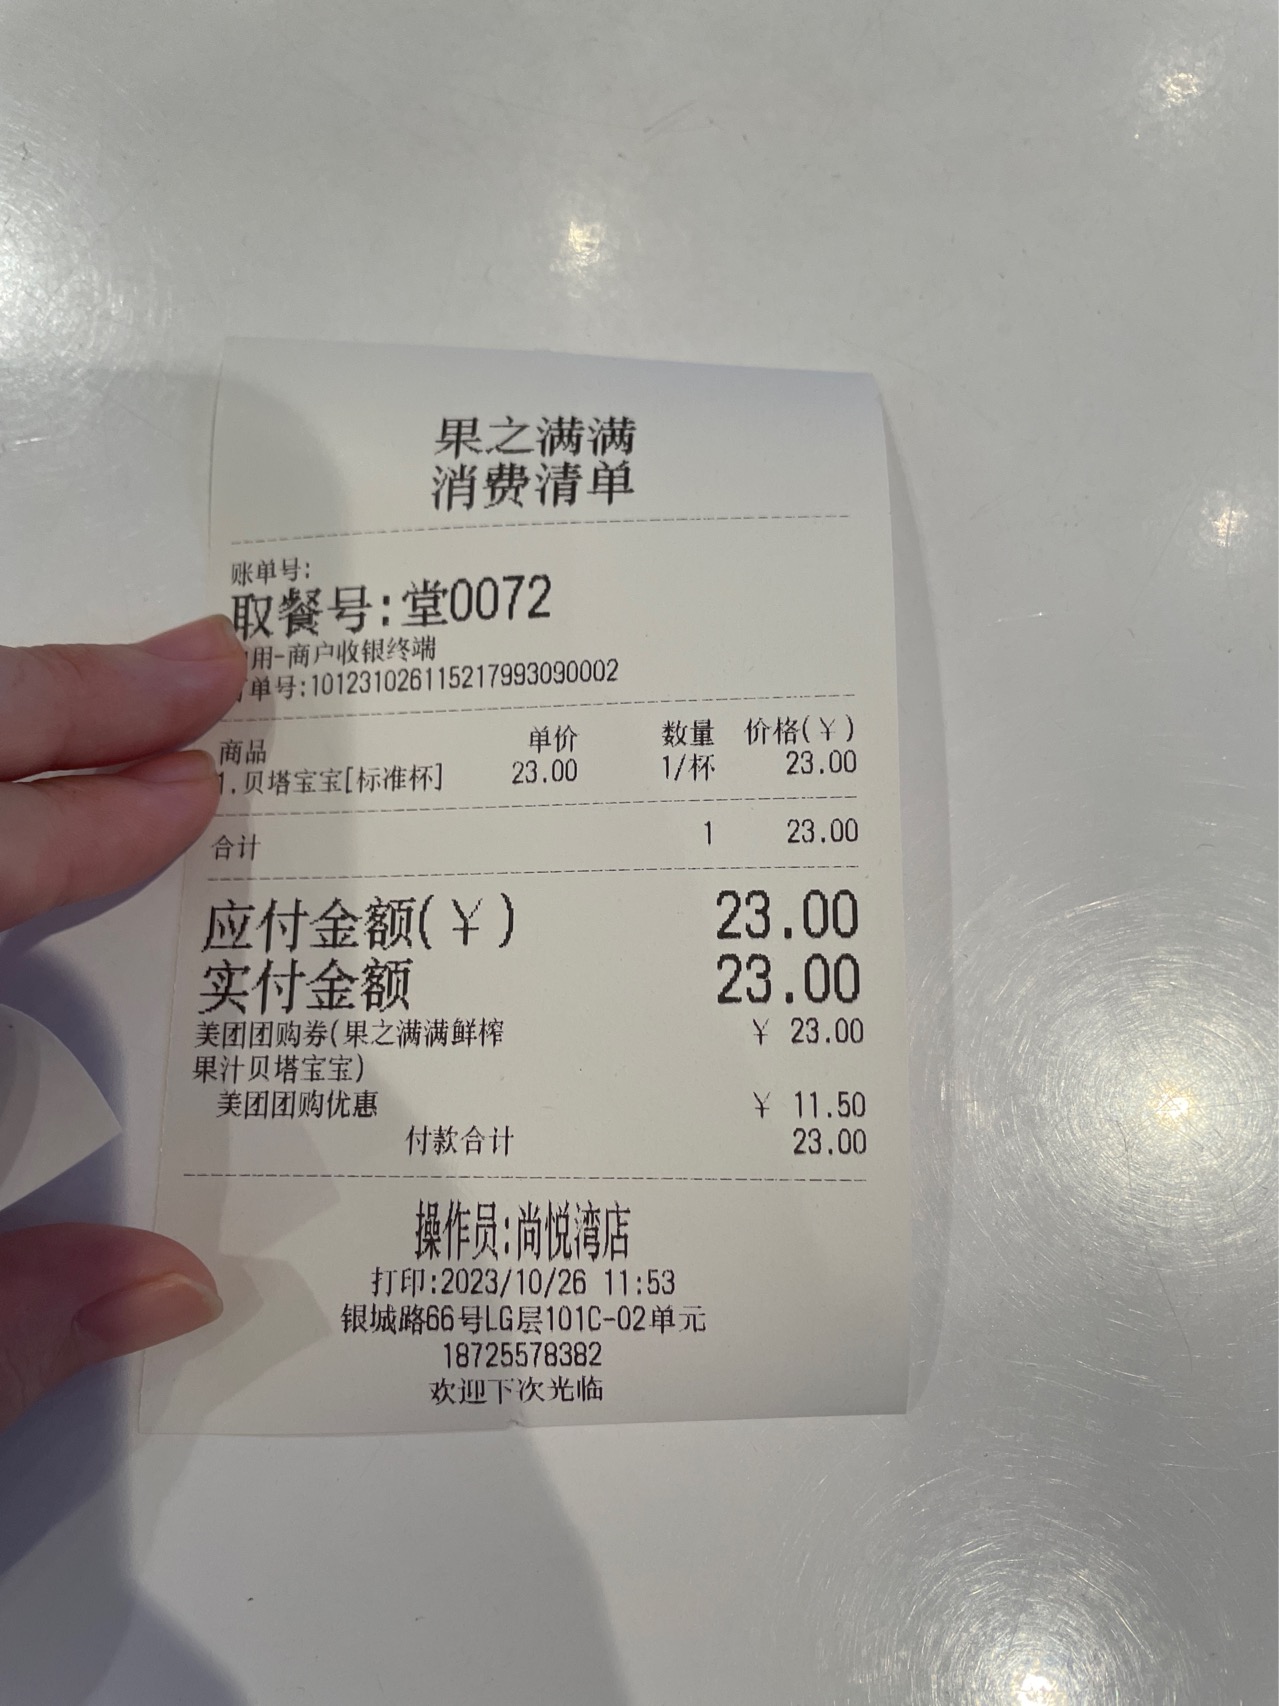 果之满满
消费清单
账单号:
取餐号:堂0072
用-商户收银终端
单号:101231026115217993090002
商品 单价 数量 价格(¥)
1.贝塔宝宝[标准杯] 23.00 1/杯 23.00
合计 1 23.00
应付金额(¥) 23.00
实付金额 23.00
美团团购券(果之满满鲜榨 ¥ 23.00
果汁贝塔宝宝)
美团团购优惠 ¥ 11.50
付款合计 23.00
操作员:尚悦湾店
打印:2023/10/26 11:53
银城路66号LG层101C-02单元
18725578382
欢迎下次光临